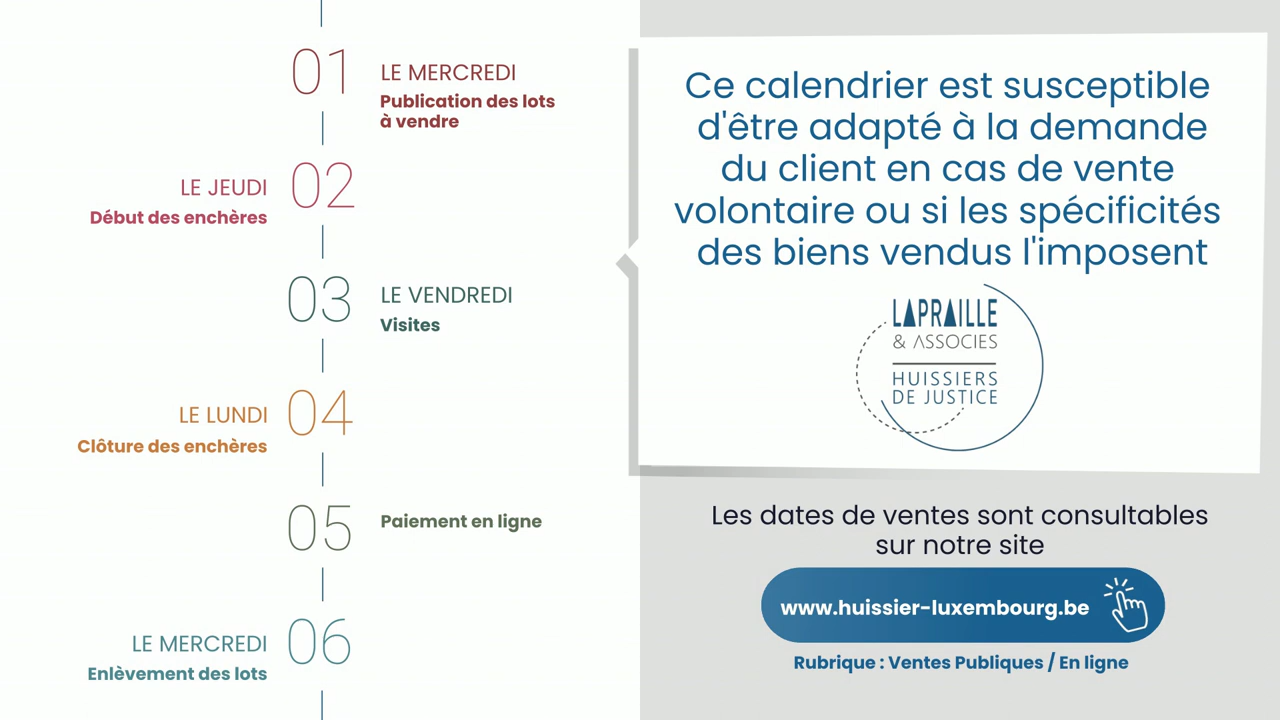 01
LE MERCREDI
Publication des lots
à vendre
02
LE JEUDI
Début des enchères
03
LE VENDREDI
Visites
04
LE LUNDI
Clôture des enchères
05
Paiement en ligne
06
LE MERCREDI
Enlèvement des lots
Ce calendrier est susceptible
d'être adapté à la demande
du client en cas de vente
volontaire ou si les spécificités
des biens vendus l'imposent
LAPRAILLE
& ASSOCIES
HUISSIERS
DE JUSTICE
Les dates de ventes sont consultables
sur notre site
www.huissier-luxembourg.be
Rubrique : Ventes Publiques / En ligne